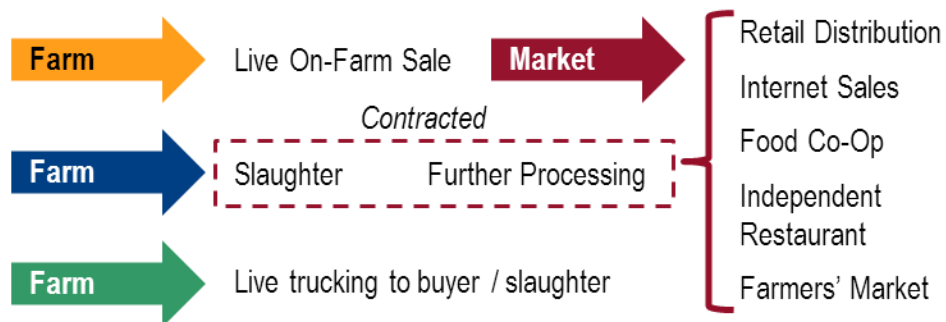 Farm
Live On-Farm Sale
Market
Contracted
Farm
Slaughter
Further Processing
Farm
Live trucking to buyer / slaughter
Retail Distribution
Internet Sales
Food Co-Op
Independent
Restaurant
Farmers’ Market